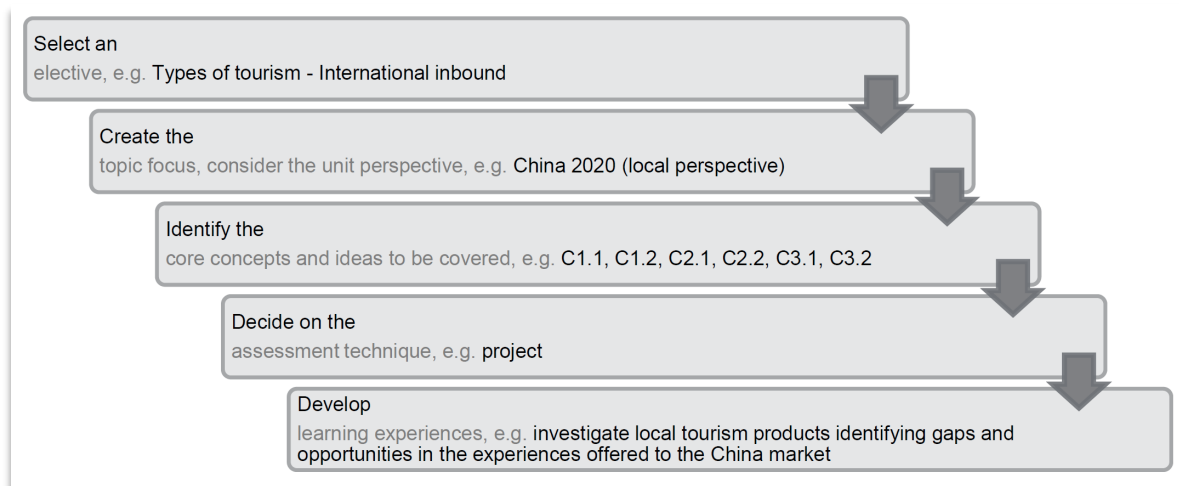 Select an
elective, e.g. Types of tourism - International inbound
Create the
topic focus, consider the unit perspective, e.g. China 2020 (local perspective)
Identify the
core concepts and ideas to be covered, e.g. C1.1, C1.2, C2.1, C2.2, C3.1, C3.2
Decide on the
assessment technique, e.g. project
Develop
learning experiences, e.g. investigate local tourism products identifying gaps and
opportunities in the experiences offered to the China market